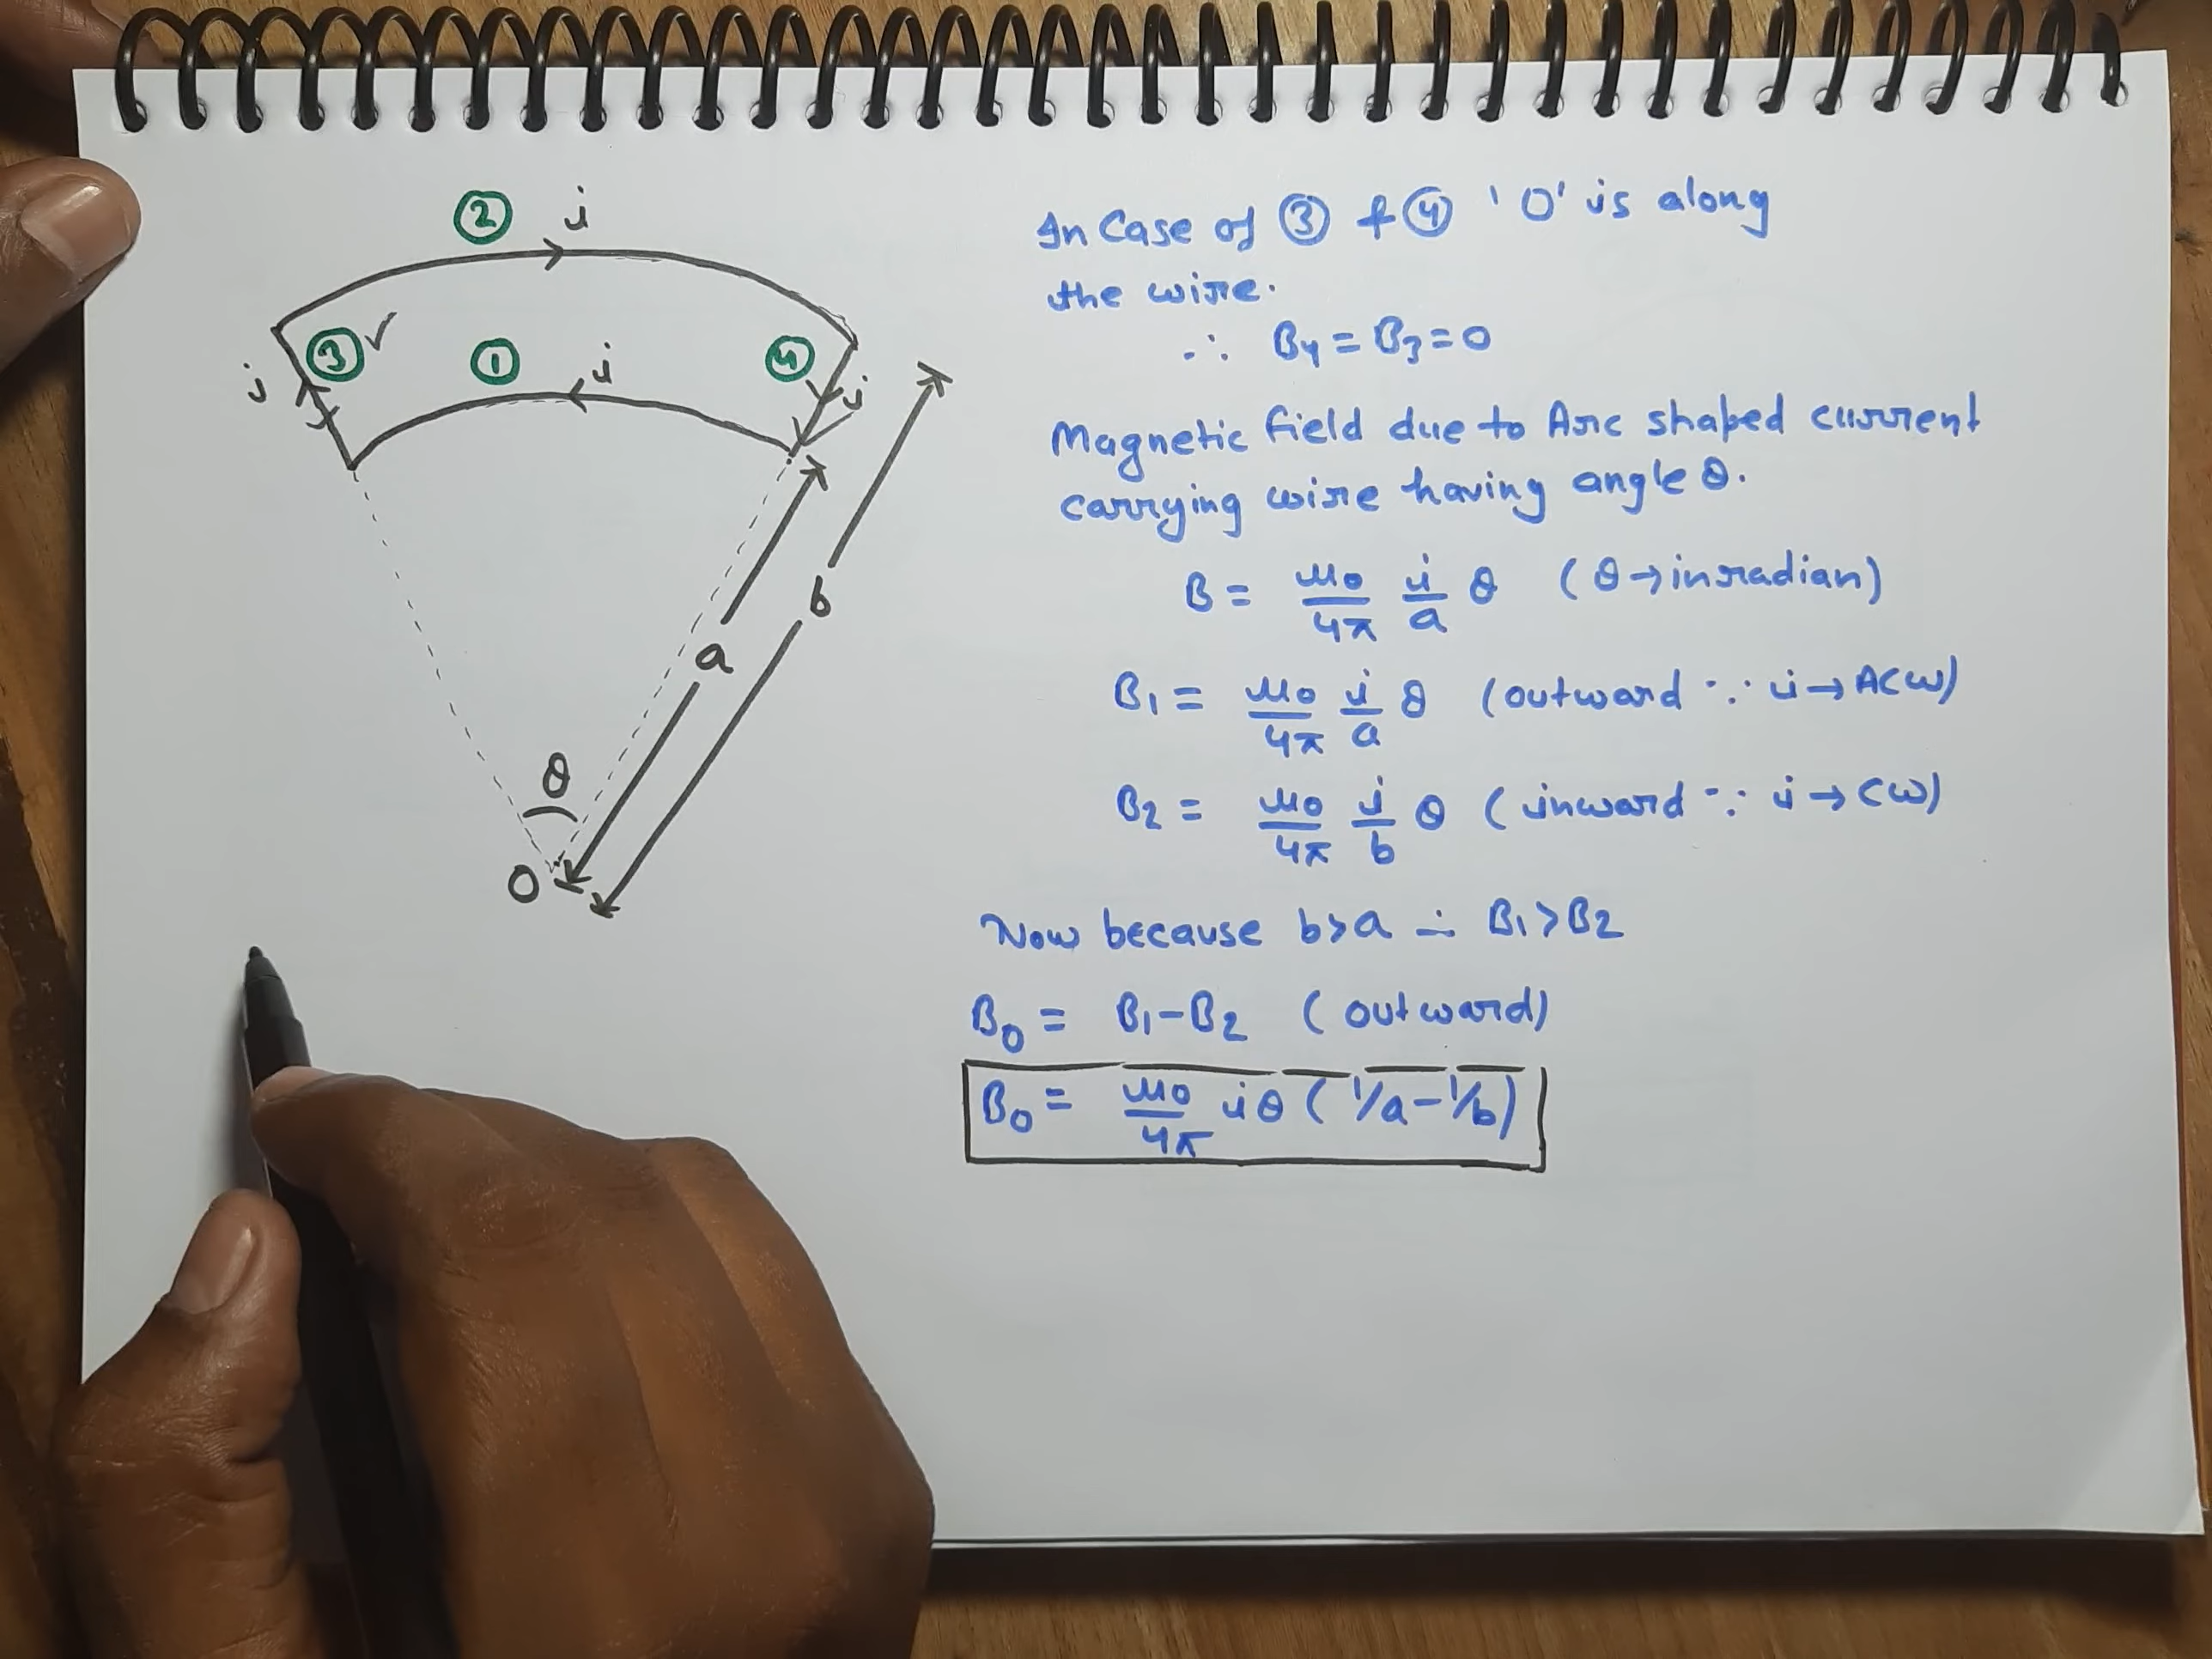 ② i
③ ✓ ① i ④
i i
b
a
θ
O
In Case of ③ & ④ 'O' is along
the wire.
∴ B4 = B3 = 0
Magnetic field due to Arc shaped current
carrying wire having angle θ.
B = μ0/4π i/a θ (θ→in radian)
B1 = μ0/4π i/a θ (outward ∵ i→ACW)
B2 = μ0/4π i/b θ (inward ∵ i→CW)
Now because b>a ∴ B1>B2
BO = B1-B2 (outward)
BO = μ0/4π iθ (1/a-1/b)